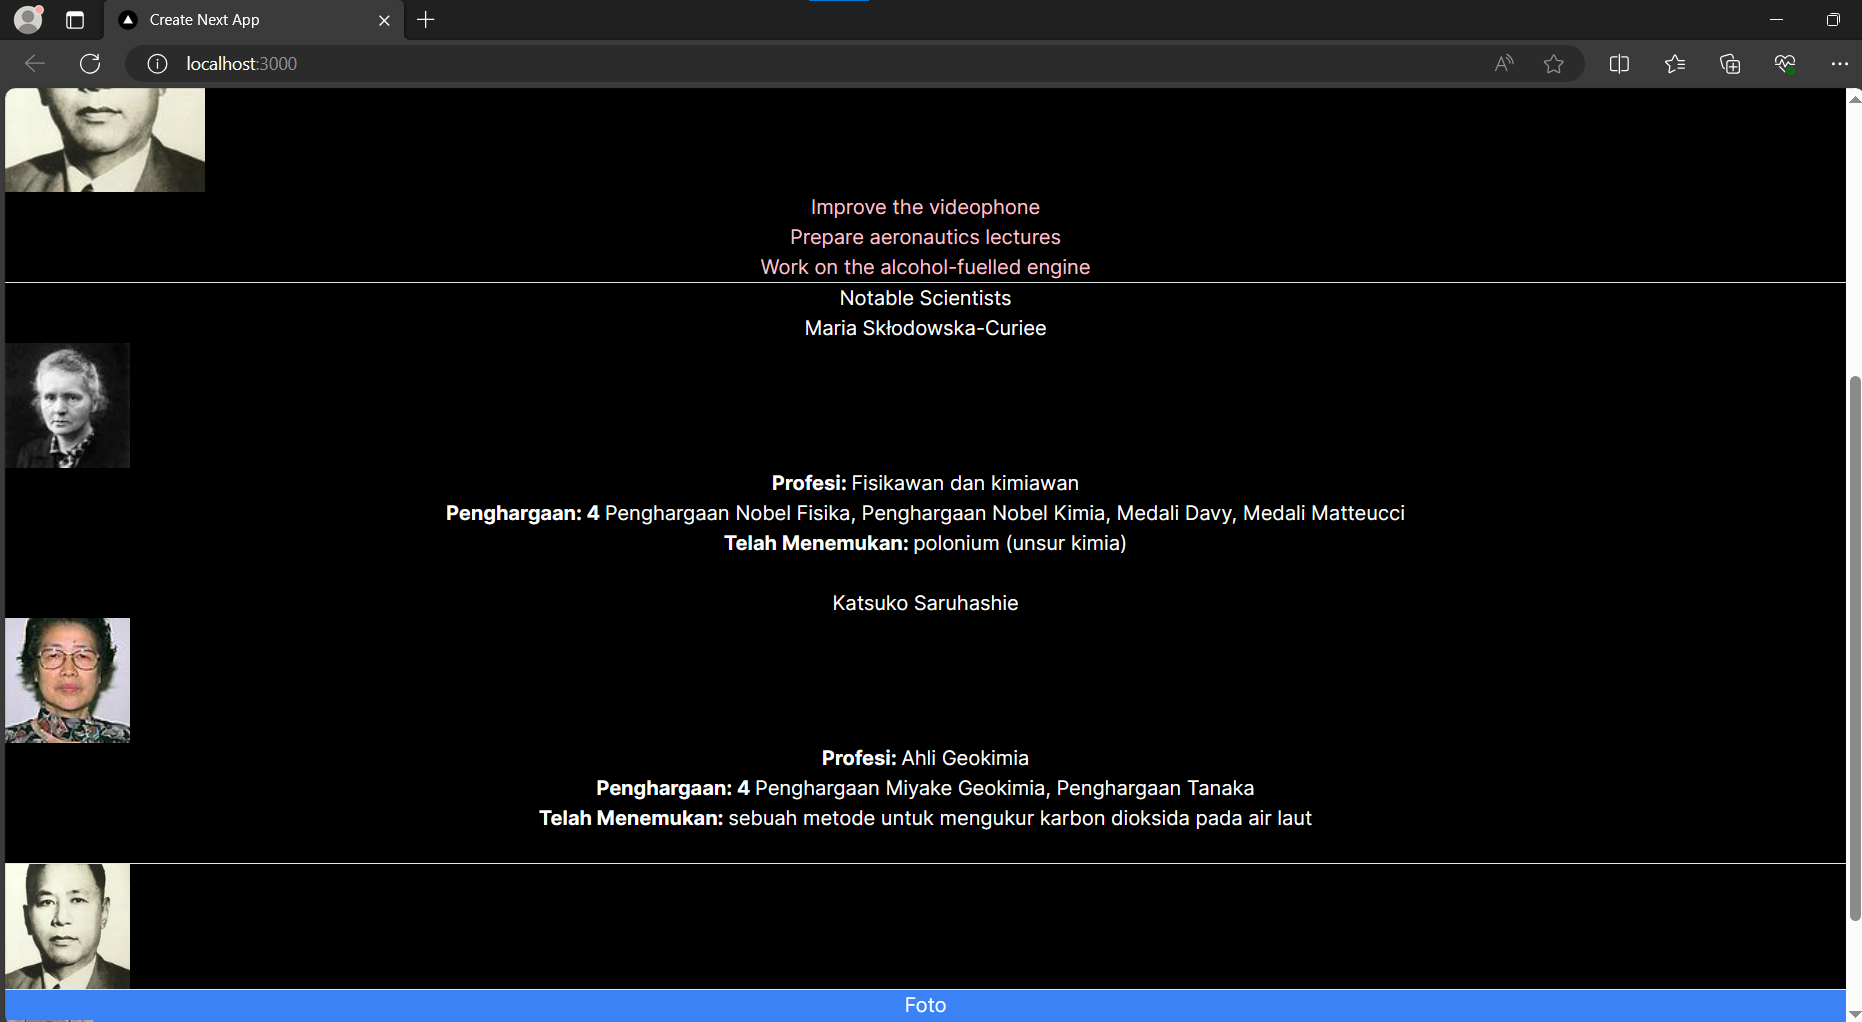 Create Next App
localhost:3000
Improve the videophone
Prepare aeronautics lectures
Work on the alcohol-fuelled engine
Notable Scientists
Maria Skłodowska-Curiee
Profesi: Fisikawan dan kimiawan
Penghargaan: 4 Penghargaan Nobel Fisika, Penghargaan Nobel Kimia, Medali Davy, Medali Matteucci
Telah Menemukan: polonium (unsur kimia)
Katsuko Saruhashie
Profesi: Ahli Geokimia
Penghargaan: 4 Penghargaan Miyake Geokimia, Penghargaan Tanaka
Telah Menemukan: sebuah metode untuk mengukur karbon dioksida pada air laut
Foto